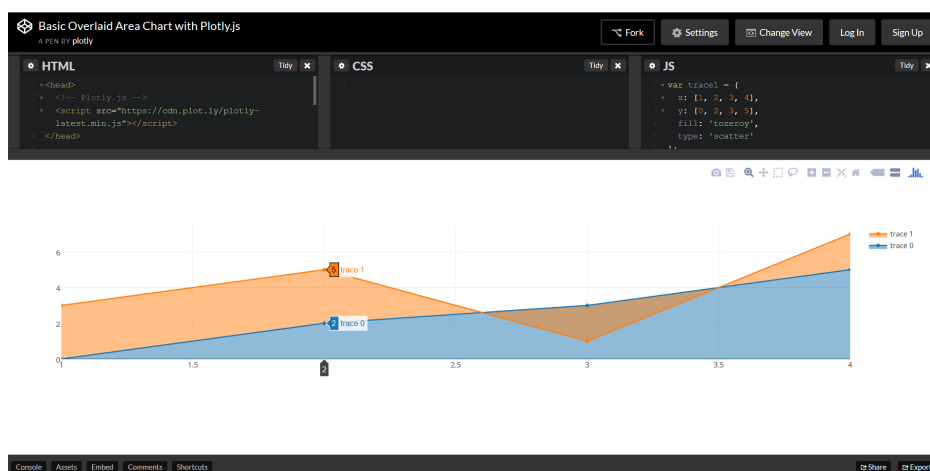 Basic Overlaid Area Chart with Plotly.js
A PEN BY plotly
Fork
Settings
Change View
Log In
Sign Up
HTML
Tidy
CSS
Tidy
JS
Tidy
1 <head>
<!-- Plotly.js -->
<script src="https://cdn.plot.ly/plotly-
latest.min.js"></script>
</head>
1
1 var trace1 = {
x: [1, 2, 3, 4],
y: [0, 2, 3, 5],
fill: 'tozeroy',
type: 'scatter'
};
trace 1
trace 0
6
4
2
0
5 trace 1
2 trace 0
1
1.5
2
2.5
3
3.5
4
Console
Assets
Embed
Comments
Shortcuts
Share
Export